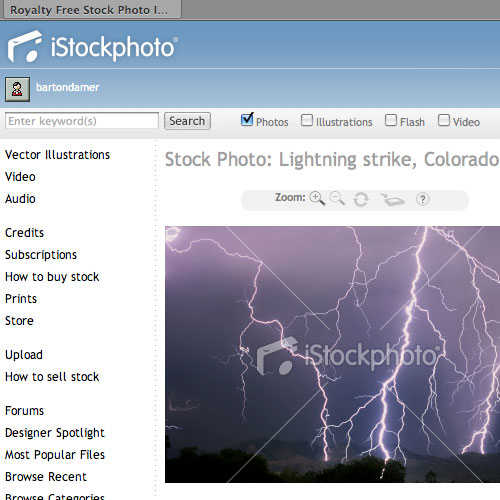 Royalty Free Stock Photo I...
iStockphoto®
bartondamer
Enter keyword(s)
Search
Photos
Illustrations
Flash
Video
Vector Illustrations
Video
Audio
Credits
Subscriptions
How to buy stock
Prints
Store
Upload
How to sell stock
Forums
Designer Spotlight
Most Popular Files
Browse Recent
Browse Categories
Stock Photo: Lightning strike, Colorado
Zoom:
?
iStockphoto®